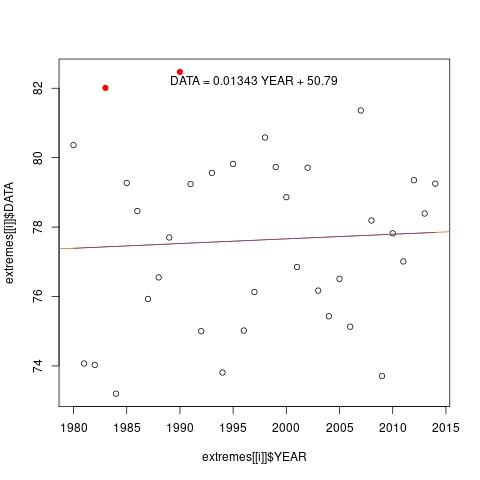 DATA = 0.01343 YEAR + 50.79
82
80
78
76
74
extremes[[i]]$DATA
1980 1985 1990 1995 2000 2005 2010 2015
extremes[[i]]$YEAR